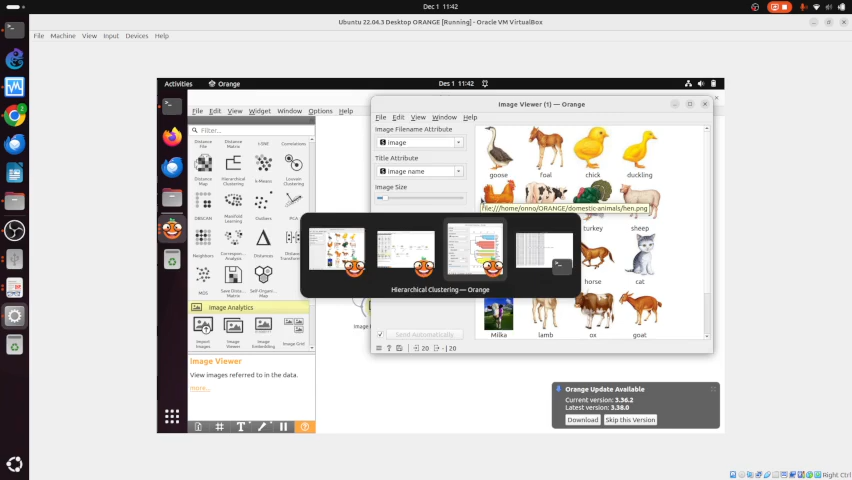 Des 1 11:42
Ubuntu 22.04.3 Desktop ORANGE [Running] - Oracle VM VirtualBox
File Machine View Input Devices Help
Activities Orange Des 1 11:42
File Edit View Widget Window Options Help
Filter...
Distance File Distance Matrix t-SNE Correlations
Distance Map Hierarchical Clustering k-Means Louvain Clustering
DBSCAN Manifold Learning Outliers PCA
Neighbors Correspon... Analysis Distances Distance Transform...
MDS Save Distance Matrix Self-Organizing Map
Image Analytics
Import Images Image Viewer Image Embedding Image Grid
Image Viewer
View images referred to in the data.
more...
Image Viewer (1) — Orange
File Edit View Window Help
Image Filename Attribute
image
Title Attribute
image name
Image Size
Send Automatically
20 - | 20
goose foal chick duckling
file:///home/onno/ORANGE/domestic-animals/hen.png
turkey sheep
horse cat
Milka lamb ox goat
Hierarchical Clustering — Orange
Orange Update Available
Current version: 3.36.2
Latest version: 3.38.0
Download Skip this Version
Right Ctrl